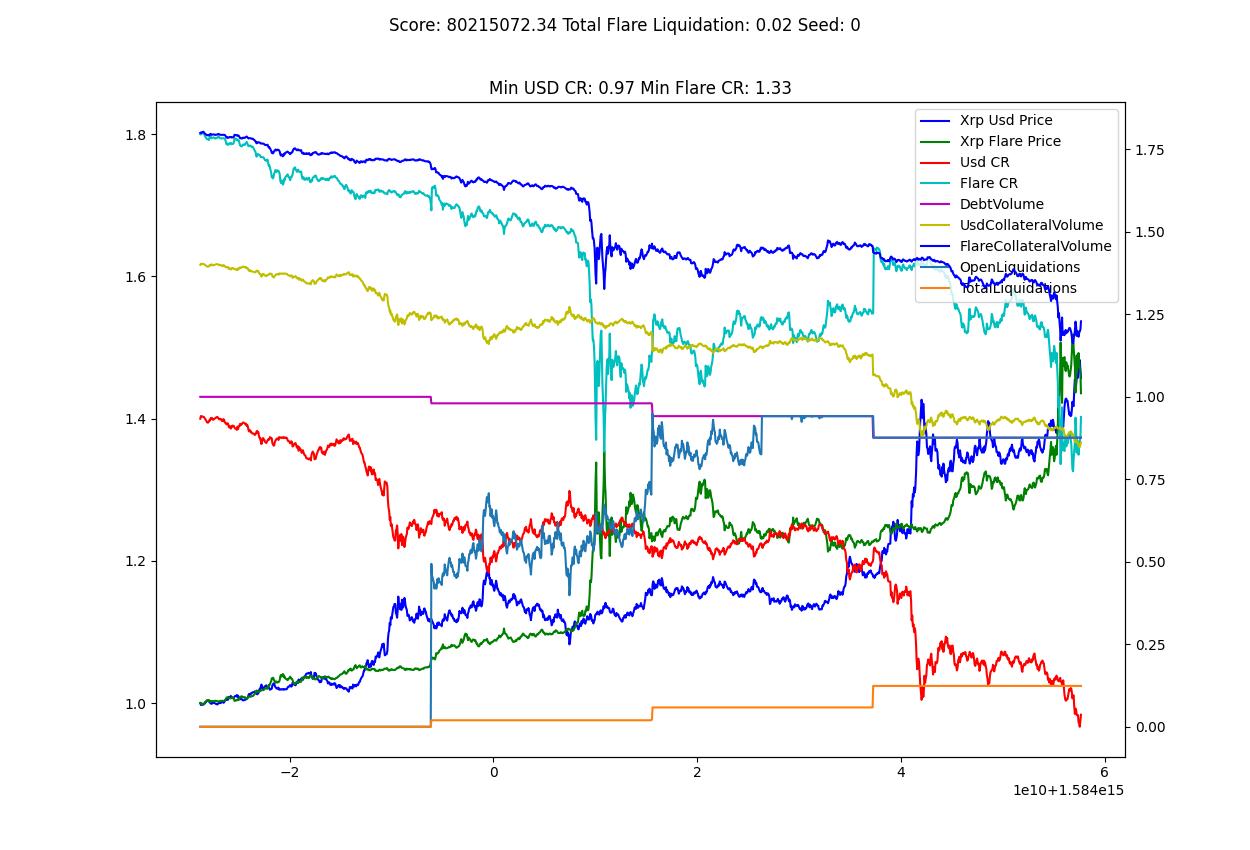 Score: 80215072.34 Total Flare Liquidation: 0.02 Seed: 0
Min USD CR: 0.97 Min Flare CR: 1.33
Xrp Usd Price
Xrp Flare Price
Usd CR
Flare CR
DebtVolume
UsdCollateralVolume
FlareCollateralVolume
OpenLiquidations
TotalLiquidations
1.8
1.6
1.4
1.2
1.0
1.75
1.50
1.25
1.00
0.75
0.50
0.25
0.00
−2
0
2
4
6
1e10+1.584e15